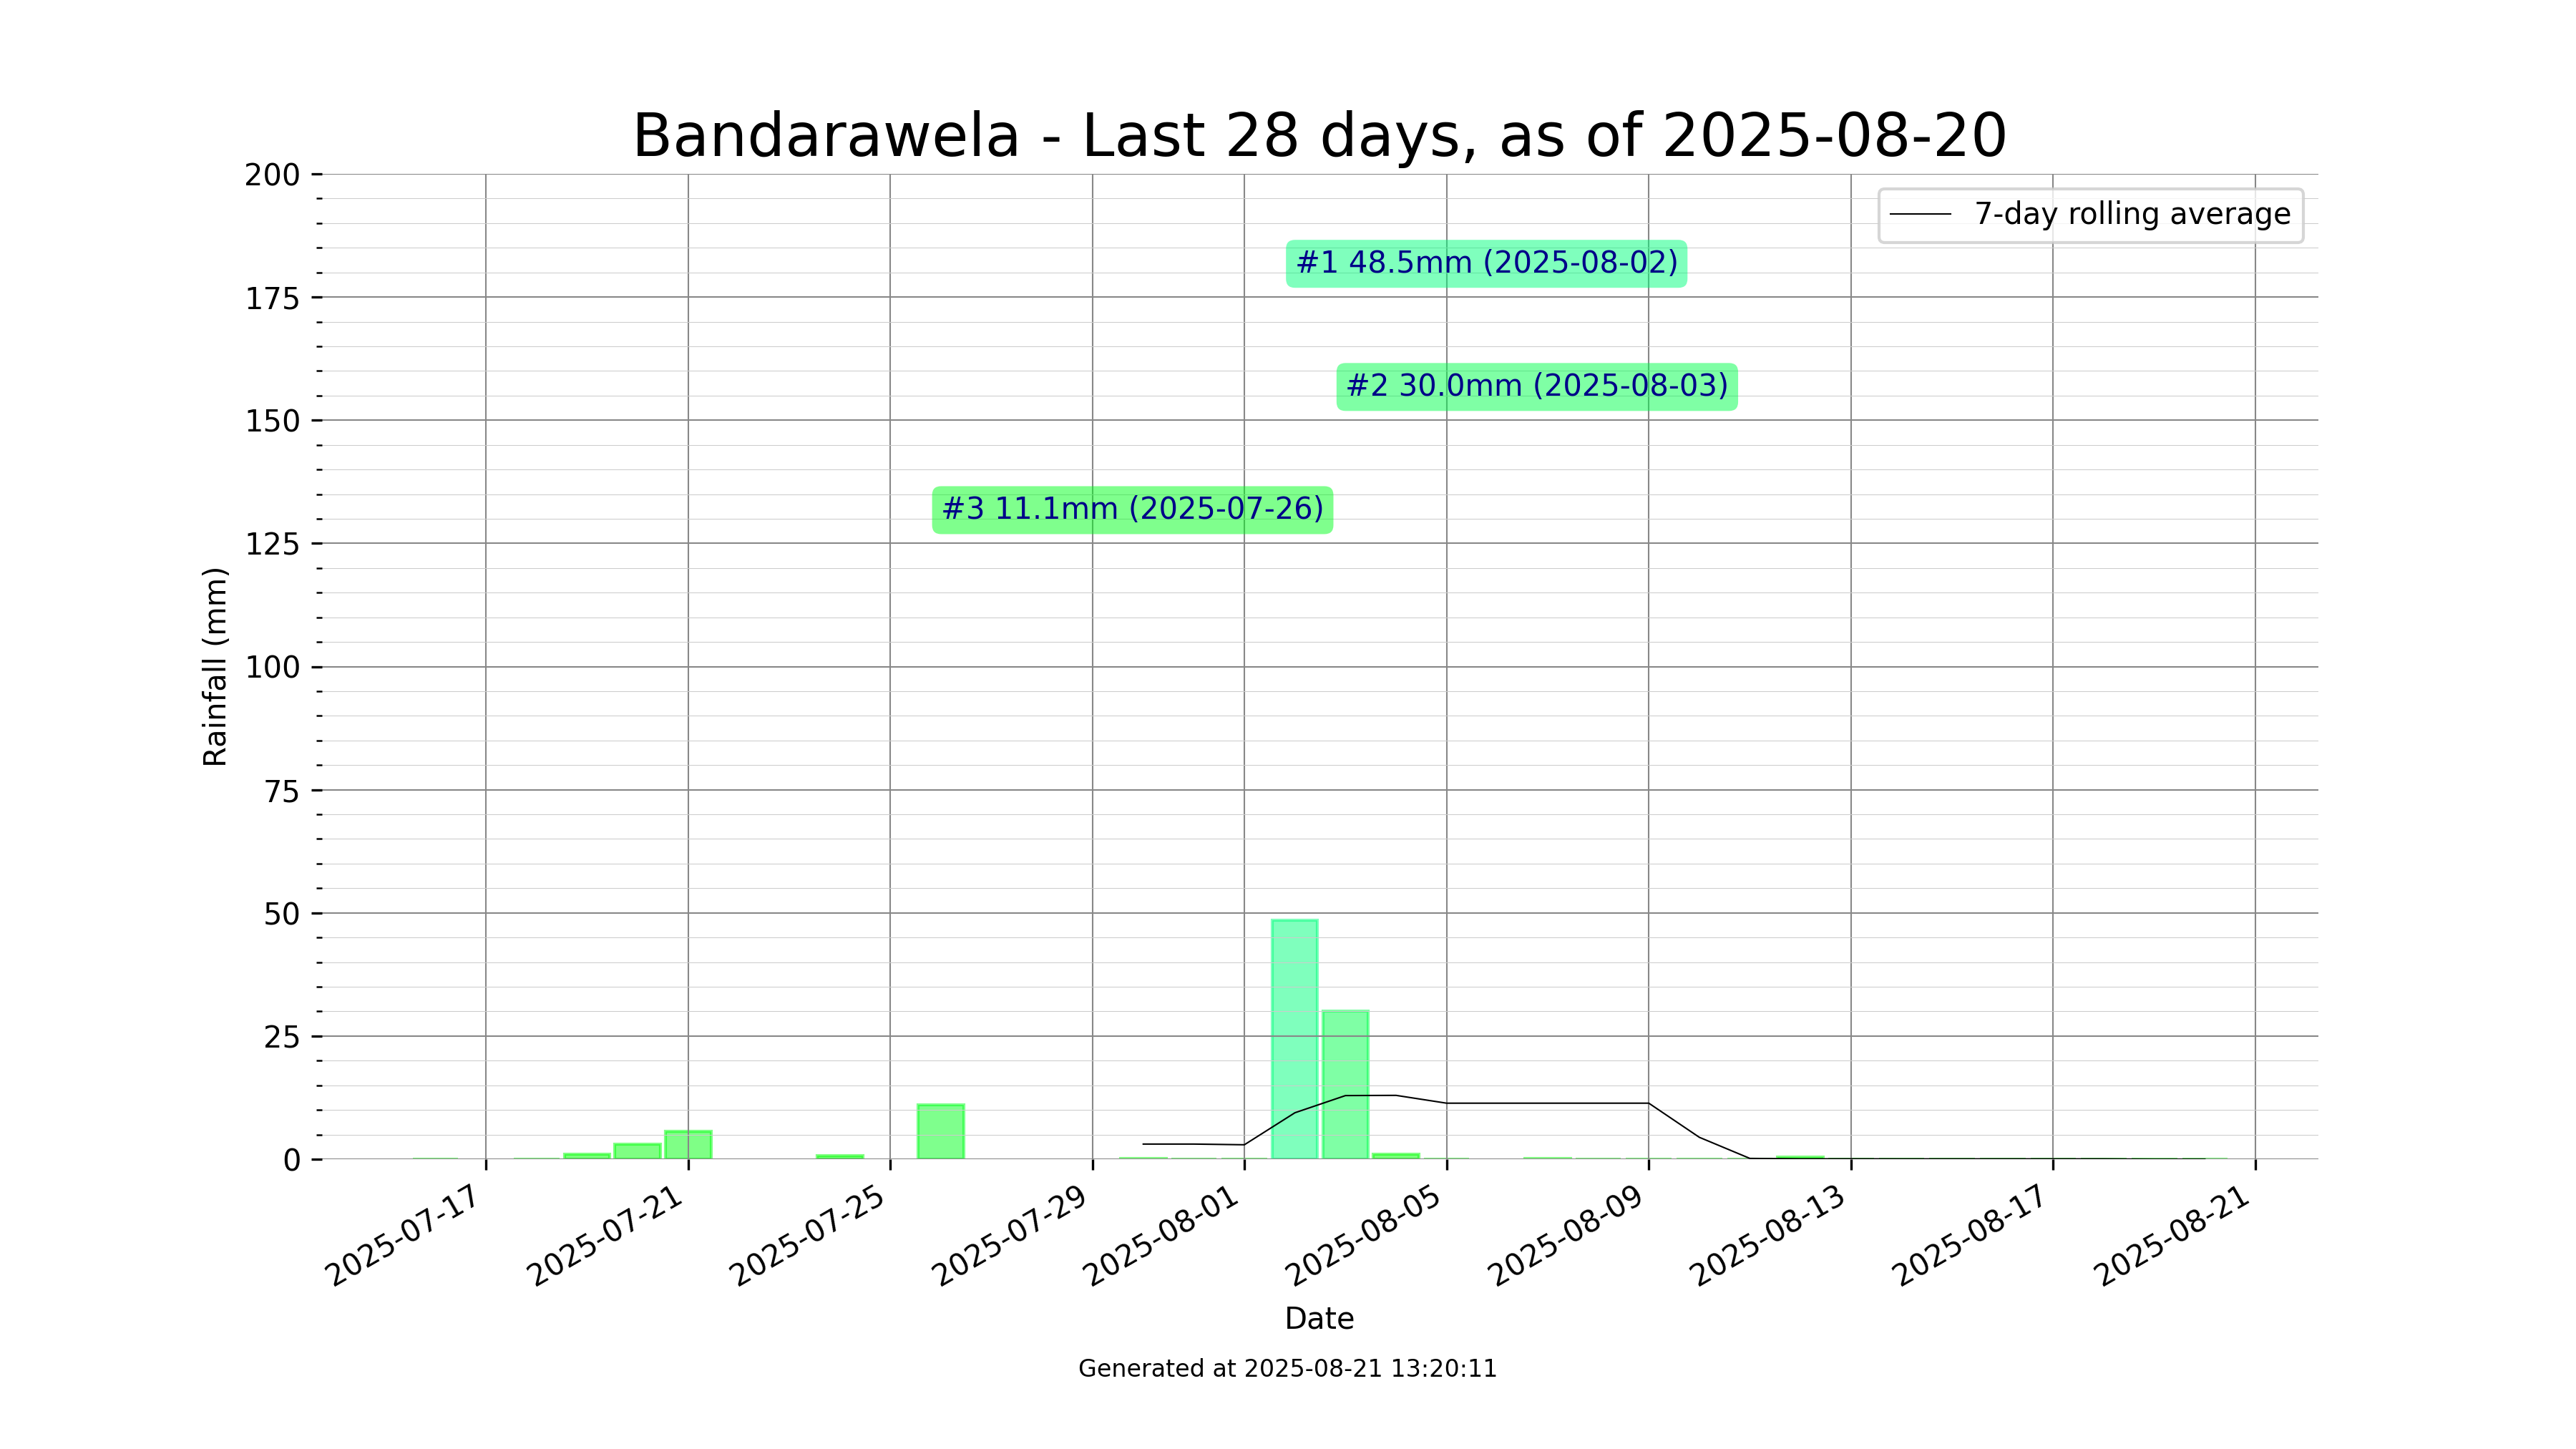 Bandarawela - Last 28 days, as of 2025-08-20
7-day rolling average
#1 48.5mm (2025-08-02)
#2 30.0mm (2025-08-03)
#3 11.1mm (2025-07-26)
Rainfall (mm)
200
175
150
125
100
75
50
25
0
2025-07-17
2025-07-21
2025-07-25
2025-07-29
2025-08-01
2025-08-05
2025-08-09
2025-08-13
2025-08-17
2025-08-21
Date
Generated at 2025-08-21 13:20:11